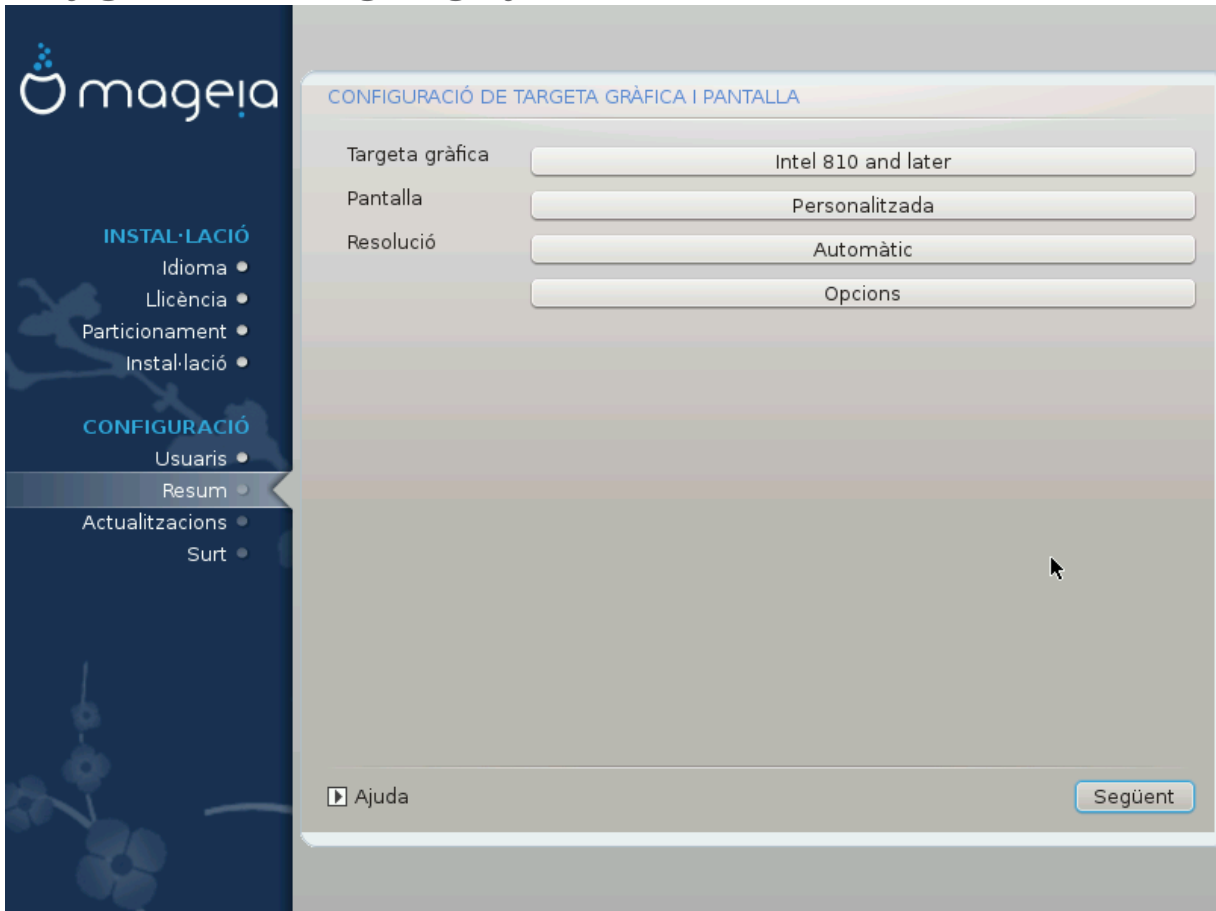 mageia
CONFIGURACIÓ DE TARGETA GRÀFICA I PANTALLA
Targeta gràfica
Intel 810 and later
Pantalla
Personalitzada
Resolució
Automàtic
Opcions
INSTAL·LACIÓ
Idioma
Llicència
Particionament
Instal·lació
CONFIGURACIÓ
Usuaris
Resum
Actualitzacions
Surt
Ajuda
Següent